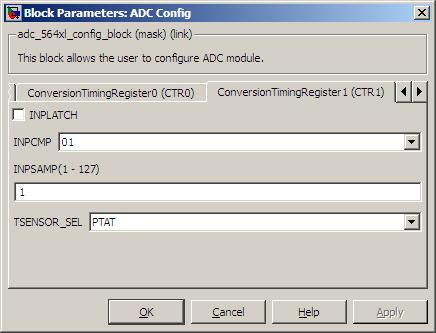 Block Parameters: ADC Config
adc_564xl_config_block (mask) (link)
This block allows the user to configure ADC module.
ConversionTimingRegister0 (CTR0)
ConversionTimingRegister1 (CTR1)
INPLATCH
INPCMP 01
INPSAMP(1 - 127)
1
TSENSOR_SEL PTAT
OK Cancel Help Apply